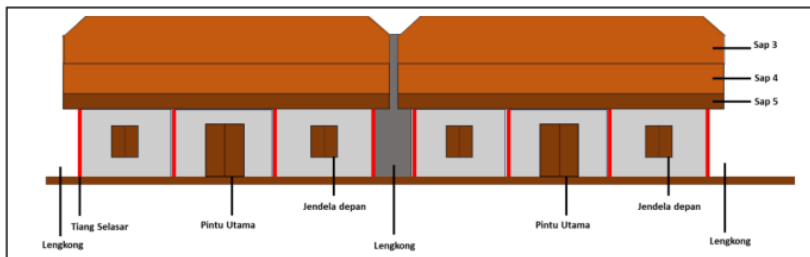 Sap 3
Sap 4
Sap 5
Jendela depan
Jendela depan
Tiang Selasar
Pintu Utama
Pintu Utama
Lengkong
Lengkong
Lengkong